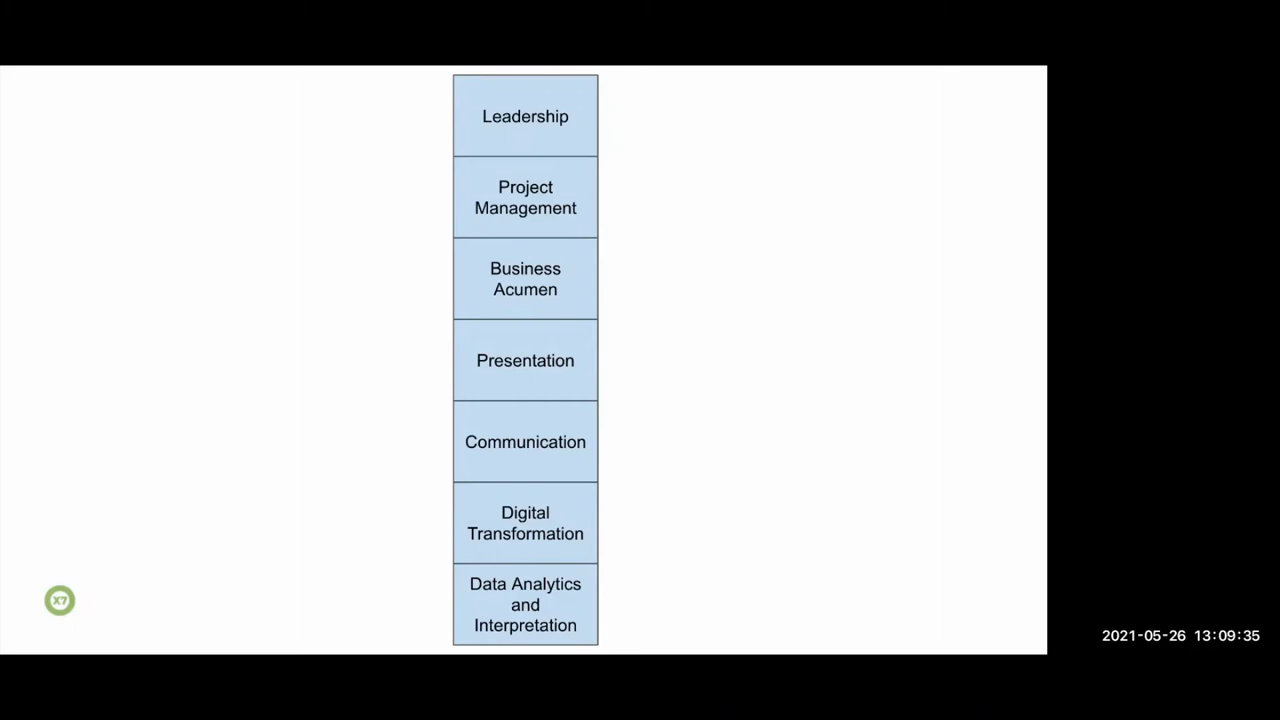 Leadership
Project
Management
Business
Acumen
Presentation
Communication
Digital
Transformation
Data Analytics
and
Interpretation
X7
2021-05-26 13:09:35